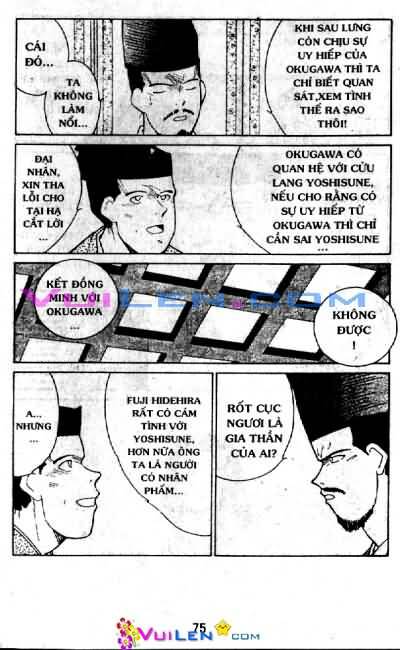 KHI SAU LƯNG
CÒN CHỊU SỰ
UY HIẾP CỦA
OKUGAWA THÌ TA
CHỈ BIẾT QUAN
SÁT,XEM TÌNH
THẾ RA SAO
THÔI!
CÁI
ĐÓ...
TA
KHÔNG
LÀM
NỔI...
OKUGAWA CÓ
QUAN HỆ VỚI CỬU
LANG YOSHISUNE,
NẾU CHO RẰNG CÓ
SỰ UY HIẾP TỪ
OKUGAWA THÌ CHỈ
CẦN SAI YOSHISUNE
...
ĐẠI
NHÂN,
XIN THA
LỖI CHO
TẠI HẠ
CẮT LỜI
...
KẾT ĐỒNG
MINH VỚI
OKUGAWA
...
KHÔNG
ĐƯỢC
!
VUILEN.COM
RỐT CỤC
NGƯƠI LÀ
GIA THẦN
CỦA AI?
FUJI HIDEHIRA
RẤT CÓ CẢM
TÌNH VỚI
YOSHISUNE,
HƠN NỮA ÔNG
TA LÀ NGƯỜI
CÓ NHÂN
PHẨM...
A...
NHƯNG
...
75
VUILEN.COM